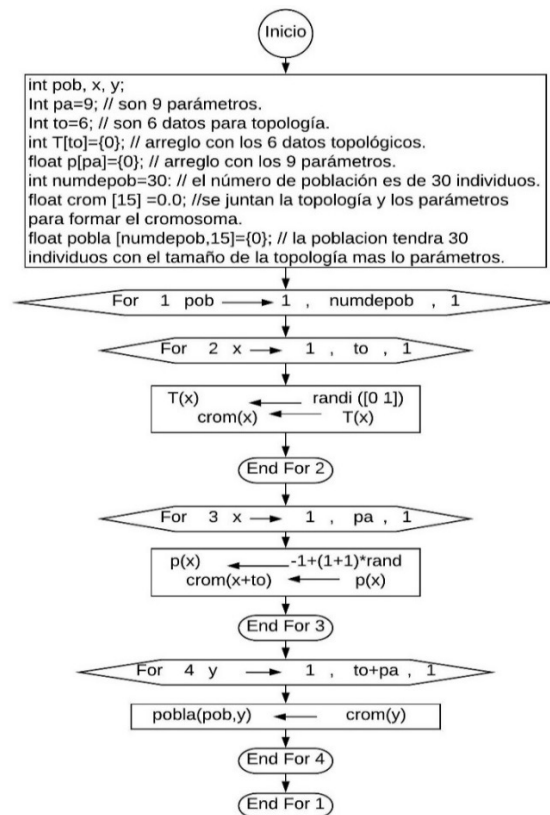 Inicio
int pob, x, y;
Int pa=9; // son 9 parámetros.
Int to=6; // son 6 datos para topología.
int T[to]={0}; // arreglo con los 6 datos topológicos.
float p[pa]={0}; // arreglo con los 9 parámetros.
int numdepob=30: // el número de población es de 30 individuos.
float crom [15] =0.0; //se juntan la topología y los parámetros
para formar el cromosoma.
float pobla [numdepob,15]={0}; // la poblacion tendra 30
individuos con el tamaño de la topología mas lo parámetros.
For 1 pob → 1 , numdepob , 1
For 2 x → 1 , to , 1
T(x) ← randi ([0 1])
crom(x) ← T(x)
End For 2
For 3 x → 1 , pa , 1
p(x) ← -1+(1+1)*rand
crom(x+to) ← p(x)
End For 3
For 4 y → 1 , to+pa , 1
pobla(pob,y) ← crom(y)
End For 4
End For 1